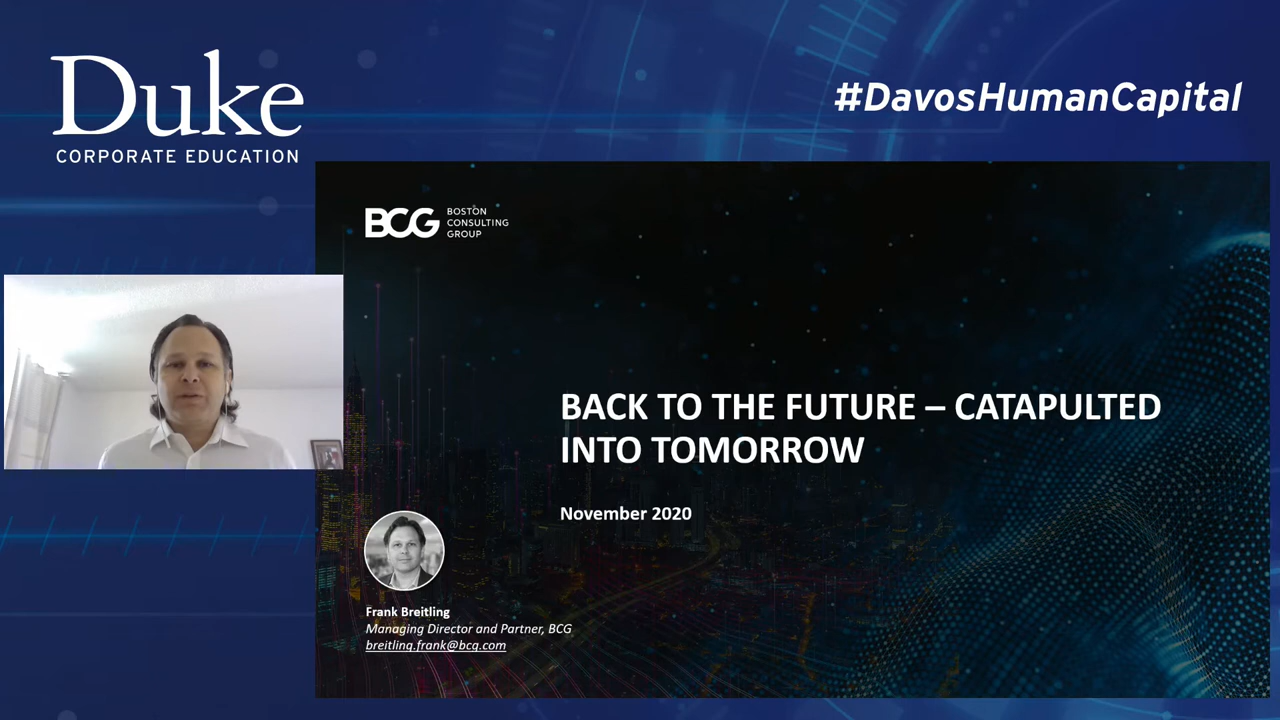 Duke
CORPORATE EDUCATION
#DavosHumanCapital
BCG
BOSTON
CONSULTING
GROUP
BACK TO THE FUTURE – CATAPULTED
INTO TOMORROW
November 2020
Frank Breitling
Managing Director and Partner, BCG
breitling.frank@bcg.com